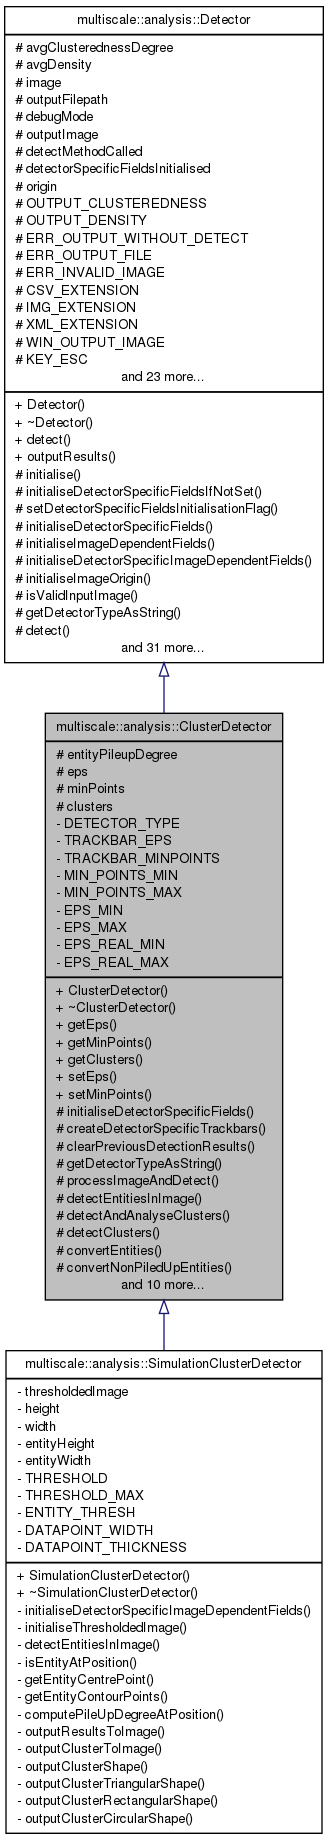 multiscale::analysis::Detector
# avgClusterednessDegree
# avgDensity
# image
# outputFilepath
# debugMode
# outputImage
# detectMethodCalled
# detectorSpecificFieldsInitialised
# origin
# OUTPUT_CLUSTEREDNESS
# OUTPUT_DENSITY
# ERR_OUTPUT_WITHOUT_DETECT
# ERR_OUTPUT_FILE
# ERR_INVALID_IMAGE
# CSV_EXTENSION
# IMG_EXTENSION
# XML_EXTENSION
# WIN_OUTPUT_IMAGE
# KEY_ESC
and 23 more...
+ Detector()
+ ~Detector()
+ detect()
+ outputResults()
# initialise()
# initialiseDetectorSpecificFieldsIfNotSet()
# setDetectorSpecificFieldsInitialisationFlag()
# initialiseDetectorSpecificFields()
# initialiseImageDependentFields()
# initialiseDetectorSpecificImageDependentFields()
# initialiseImageOrigin()
# isValidInputImage()
# getDetectorTypeAsString()
# detect()
and 31 more...
multiscale::analysis::ClusterDetector
# entityPileupDegree
# eps
# minPoints
# clusters
- DETECTOR_TYPE
- TRACKBAR_EPS
- TRACKBAR_MINPOINTS
- MIN_POINTS_MIN
- MIN_POINTS_MAX
- EPS_MIN
- EPS_MAX
- EPS_REAL_MIN
- EPS_REAL_MAX
+ ClusterDetector()
+ ~ClusterDetector()
+ getEps()
+ getMinPoints()
+ getClusters()
+ setEps()
+ setMinPoints()
# initialiseDetectorSpecificFields()
# createDetectorSpecificTrackbars()
# clearPreviousDetectionResults()
# getDetectorTypeAsString()
# processImageAndDetect()
# detectEntitiesInImage()
# detectAndAnalyseClusters()
# detectClusters()
# convertEntities()
# convertNonPiledUpEntities()
and 10 more...
multiscale::analysis::SimulationClusterDetector
- thresholdedImage
- height
- width
- entityHeight
- entityWidth
- THRESHOLD
- THRESHOLD_MAX
- ENTITY_THRESH
- DATAPOINT_WIDTH
- DATAPOINT_THICKNESS
+ SimulationClusterDetector()
+ ~SimulationClusterDetector()
- initialiseDetectorSpecificImageDependentFields()
- initialiseThresholdedImage()
- detectEntitiesInImage()
- isEntityAtPosition()
- getEntityCentrePoint()
- getEntityContourPoints()
- computePileUpDegreeAtPosition()
- outputResultsToImage()
- outputClusterToImage()
- outputClusterShape()
- outputClusterTriangularShape()
- outputClusterRectangularShape()
- outputClusterCircularShape()